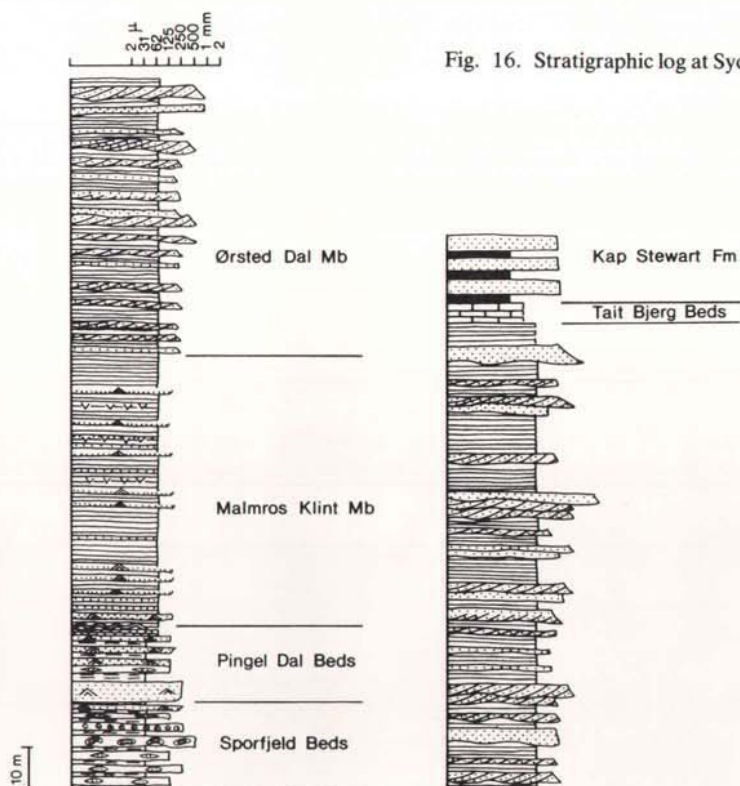 2 μ
31
62
125
250
500
1 mm
2
Fig. 16. Stratigraphic log at
Ørsted Dal Mb
Kap Stewart Fm
Tait Bjerg Beds
Malmros Klint Mb
Pingel Dal Beds
Sporfjeld Beds
10 m